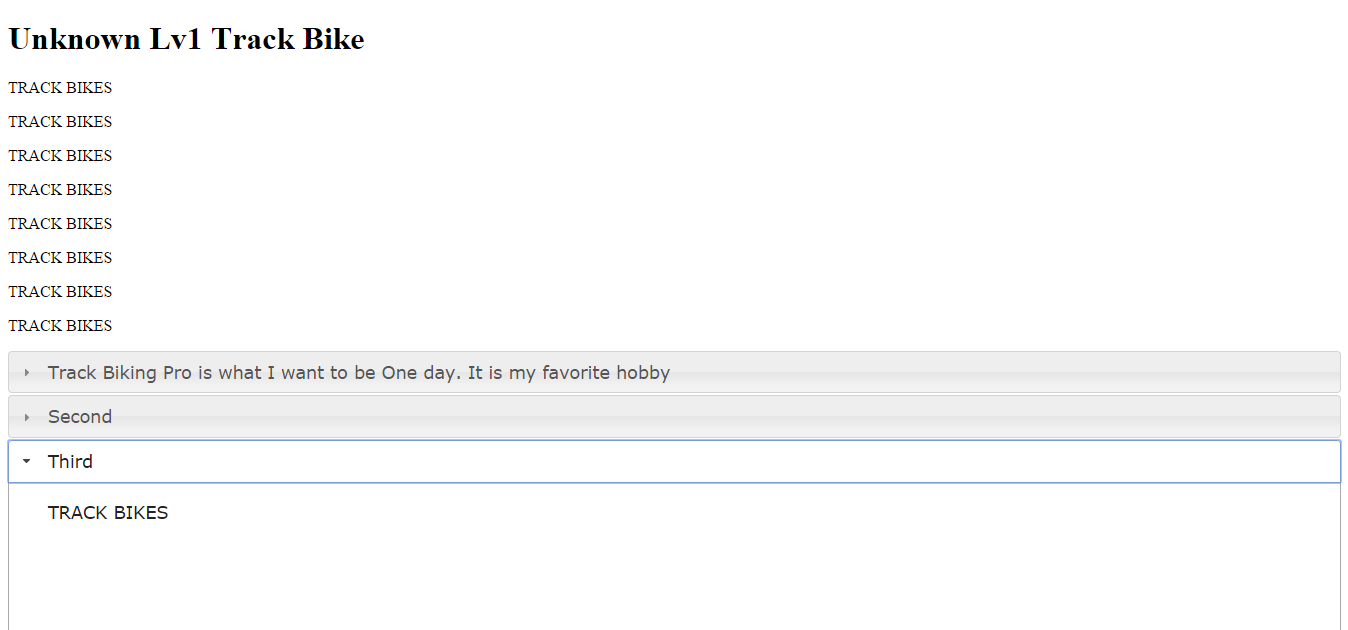 Unknown Lv1 Track Bike
TRACK BIKES
TRACK BIKES
TRACK BIKES
TRACK BIKES
TRACK BIKES
TRACK BIKES
TRACK BIKES
TRACK BIKES
Track Biking Pro is what I want to be One day. It is my favorite hobby
Second
Third
TRACK BIKES